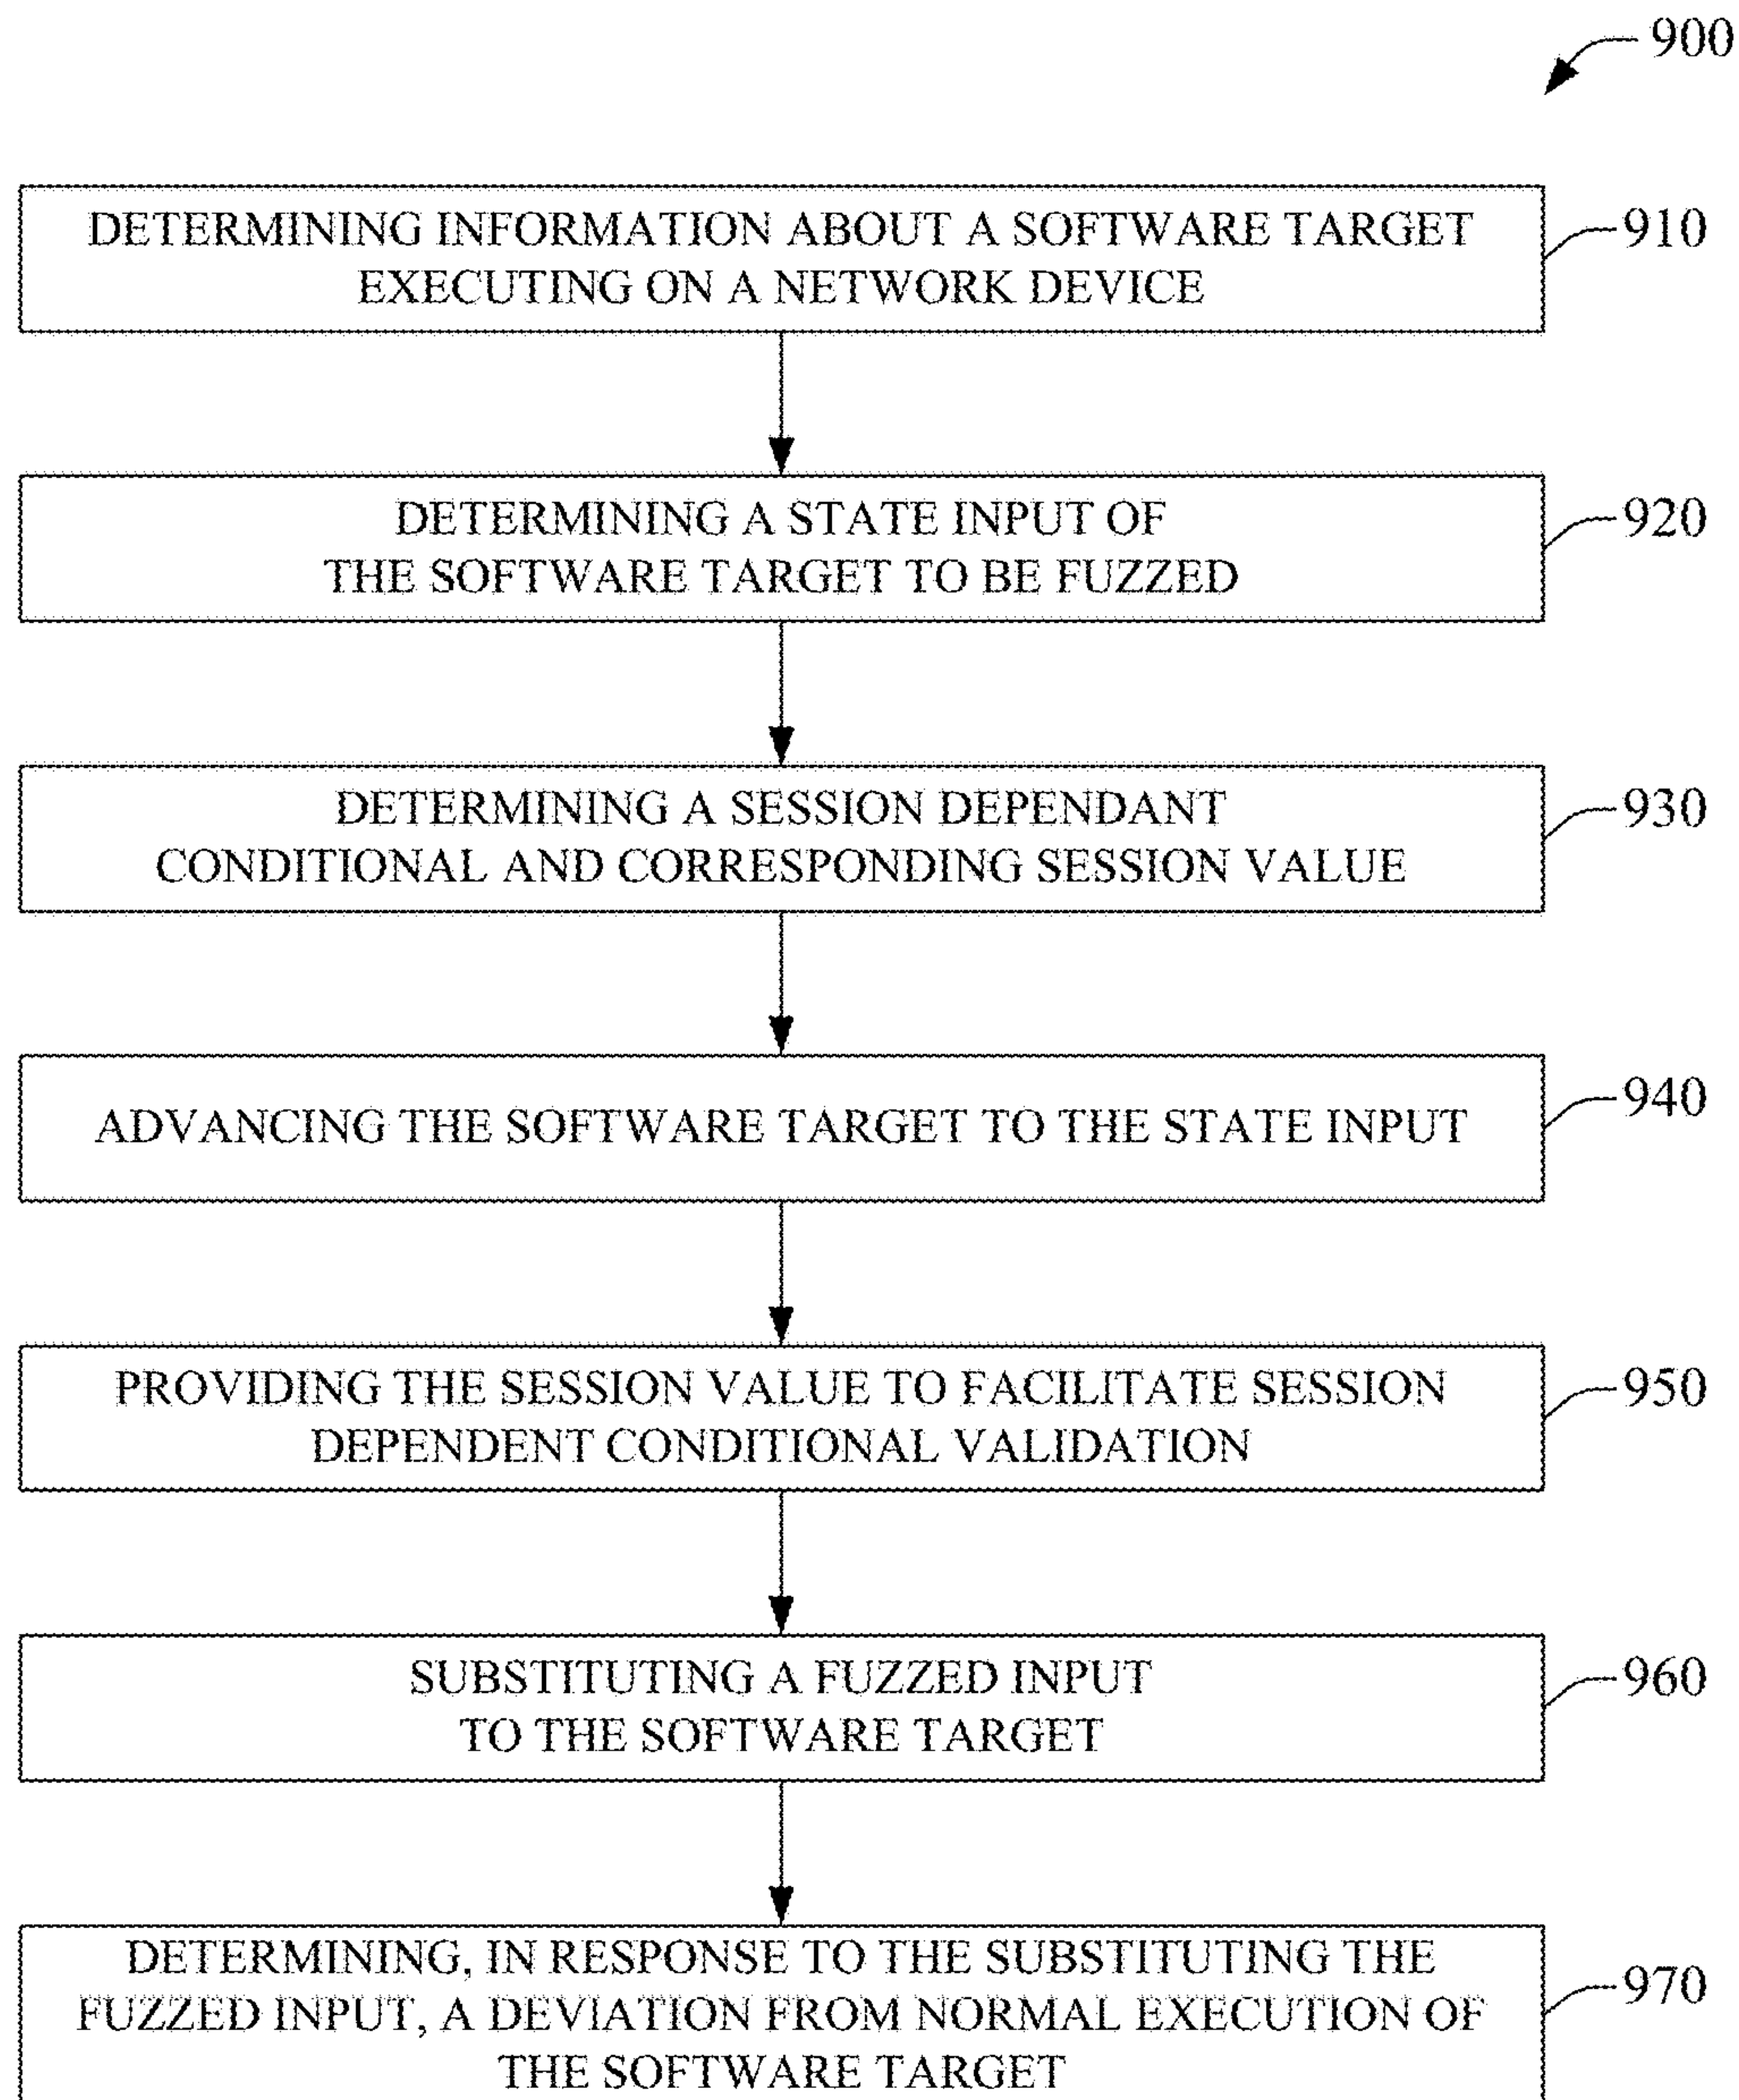 900
DETERMINING INFORMATION ABOUT A SOFTWARE TARGET
EXECUTING ON A NETWORK DEVICE
910
DETERMINING A STATE INPUT OF
THE SOFTWARE TARGET TO BE FUZZED
920
DETERMINING A SESSION DEPENDANT
CONDITIONAL AND CORRESPONDING SESSION VALUE
930
ADVANCING THE SOFTWARE TARGET TO THE STATE INPUT
940
PROVIDING THE SESSION VALUE TO FACILITATE SESSION
DEPENDENT CONDITIONAL VALIDATION
950
SUBSTITUTING A FUZZED INPUT
TO THE SOFTWARE TARGET
960
DETERMINING, IN RESPONSE TO THE SUBSTITUTING THE
FUZZED INPUT, A DEVIATION FROM NORMAL EXECUTION OF
THE SOFTWARE TARGET
970